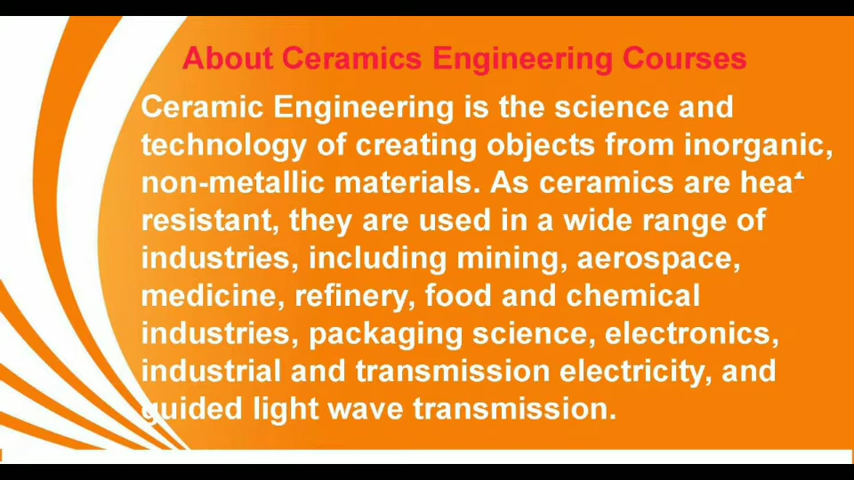 About Ceramics Engineering Courses
Ceramic Engineering is the science and
technology of creating objects from inorganic,
non-metallic materials. As ceramics are heat
resistant, they are used in a wide range of
industries, including mining, aerospace,
medicine, refinery, food and chemical
industries, packaging science, electronics,
industrial and transmission electricity, and
guided light wave transmission.